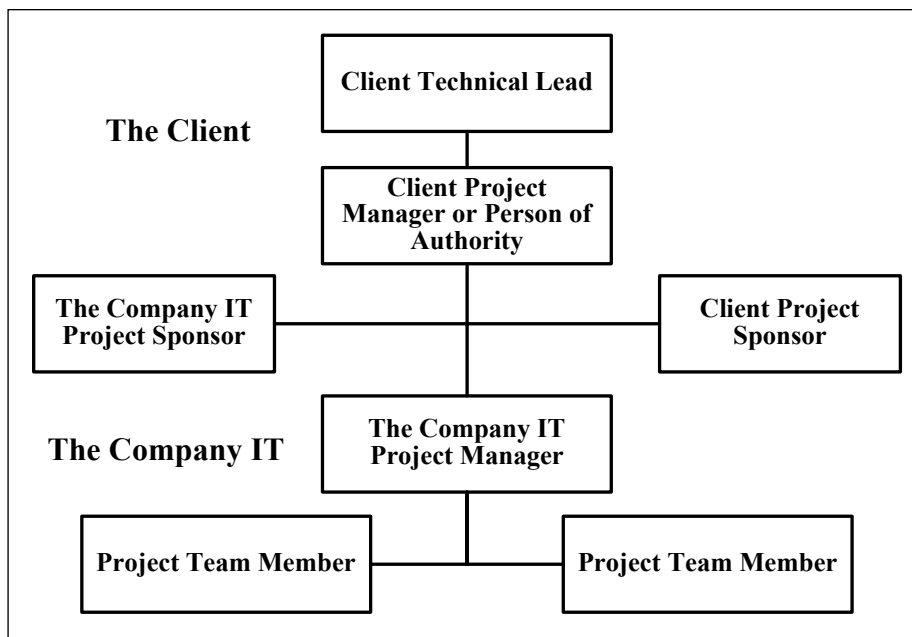 Client Technical Lead
The Client
Client Project
Manager or Person of
Authority
The Company IT
Project Sponsor
Client Project
Sponsor
The Company IT
The Company IT
Project Manager
Project Team Member
Project Team Member